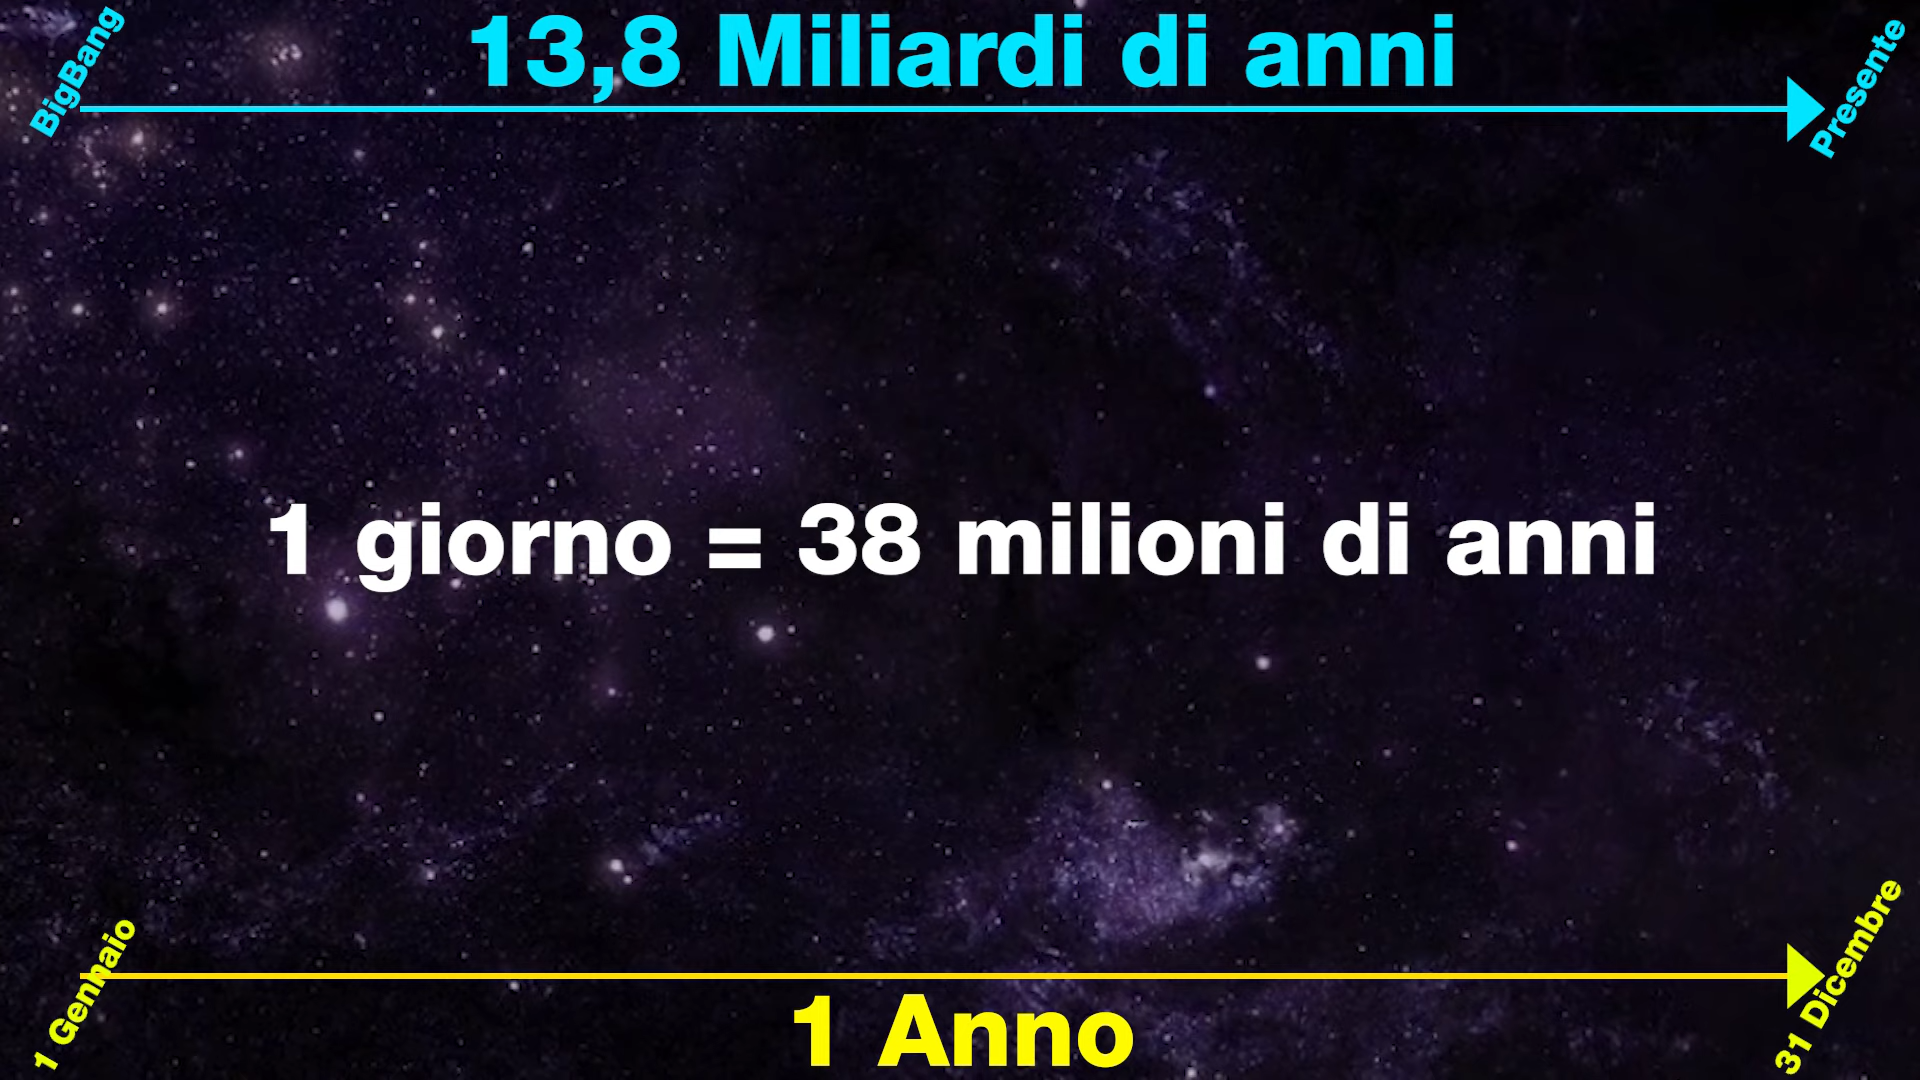 BigBang
13,8 Miliardi di anni
Presente
1 giorno = 38 milioni di anni
1 Gennaio
1 Anno
31 Dicembre